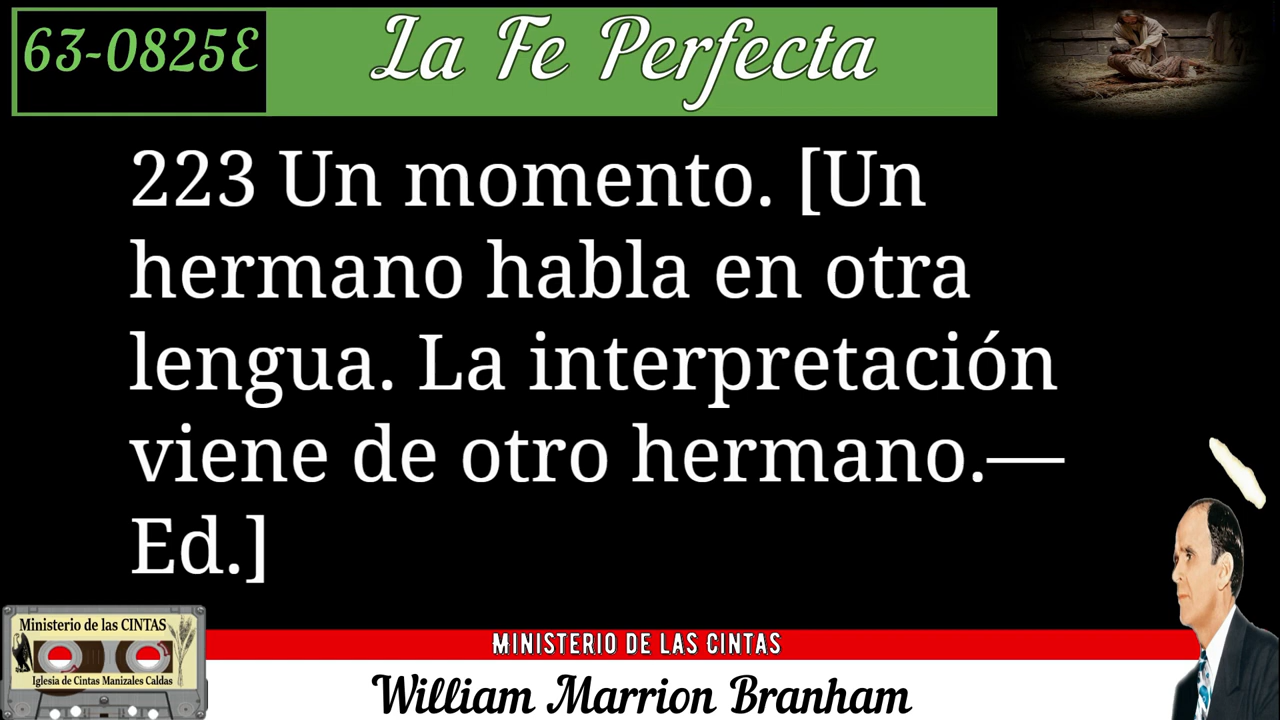 63-0825E
La Fe Perfecta
223 Un momento. [Un
hermano habla en otra
lengua. La interpretación
viene de otro hermano.—
Ed.]
Ministerio de las CINTAS
Iglesia de Cintas Manizales Caldas
MINISTERIO DE LAS CINTAS
William Marrion Branham